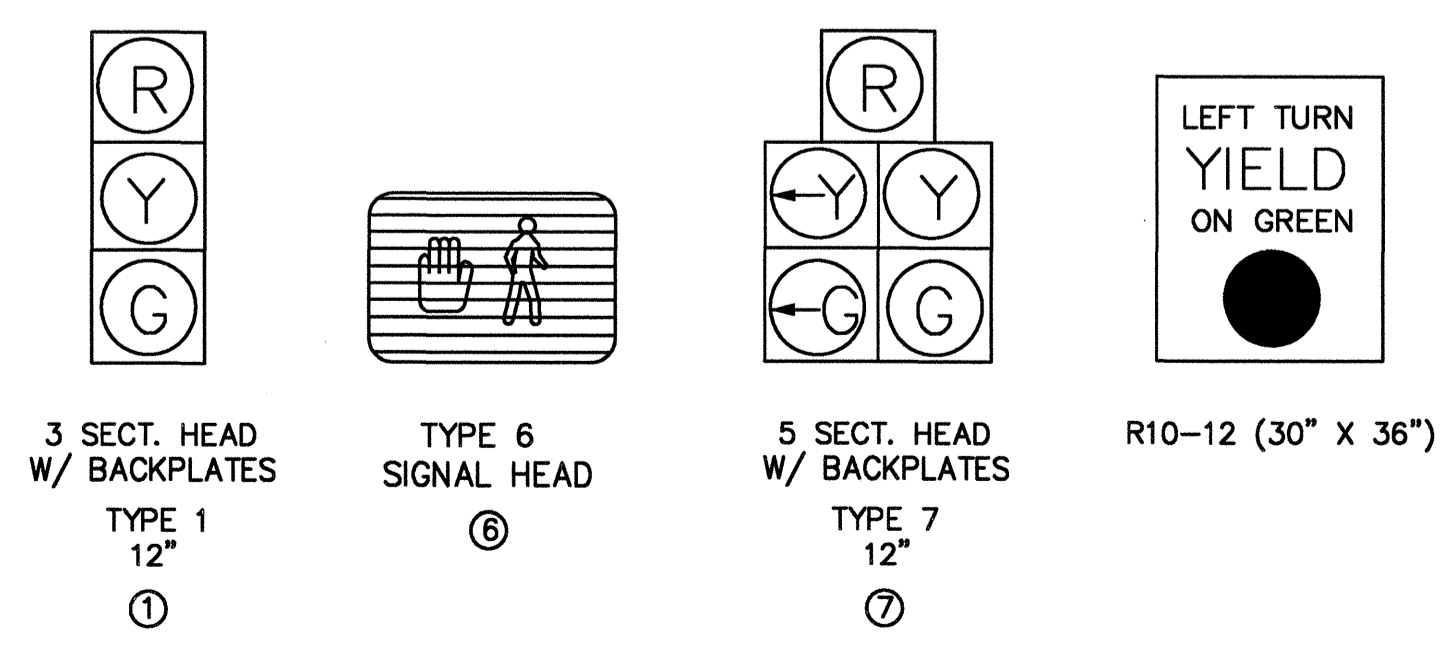 R
Y
G
3 SECT. HEAD
W/ BACKPLATES
TYPE 1
12"
1
TYPE 6
SIGNAL HEAD
6
R
Y Y
G G
5 SECT. HEAD
W/ BACKPLATES
TYPE 7
12"
7
LEFT TURN
YIELD
ON GREEN
R10-12 (30" X 36")